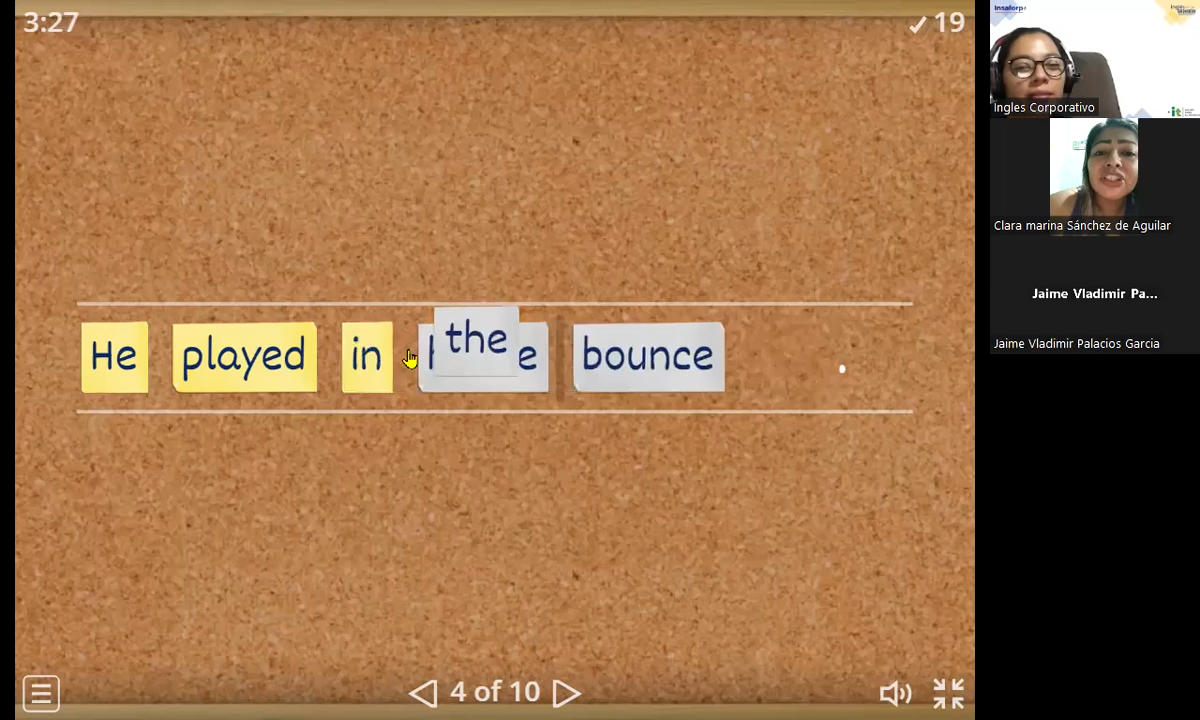 3:27
✓ 19
He played in the bounce .
4 of 10
Insaforp
Ingles Corporativo
Clara marina Sánchez de Aguilar
Jaime Vladimir Pa...
Jaime Vladimir Palacios Garcia